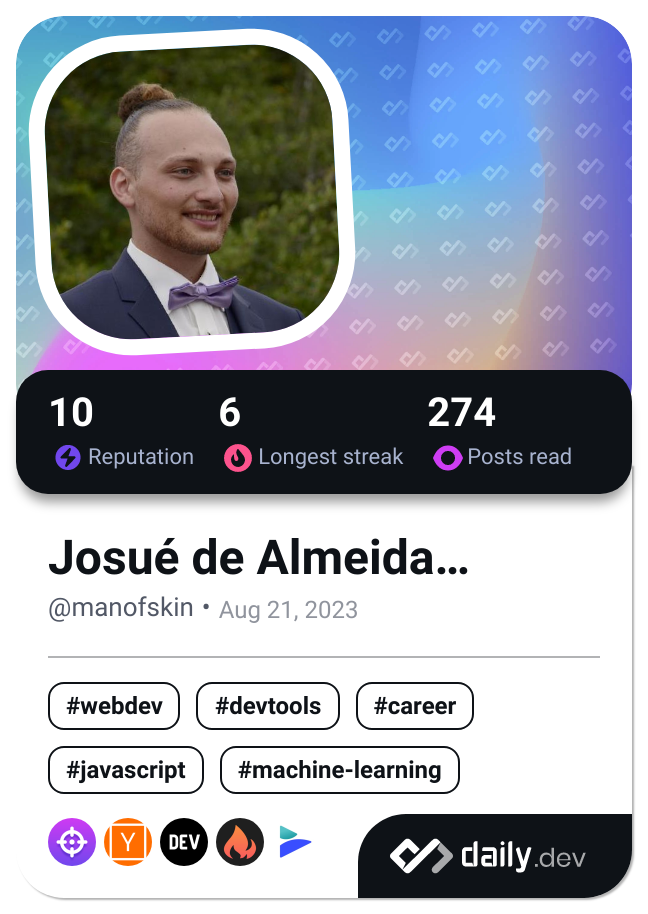 10 6 274
Reputation Longest streak Posts read
Josué de Almeida…
@manofskin • Aug 21, 2023
#webdev #devtools #career
#javascript #machine-learning
Y DEV daily.dev